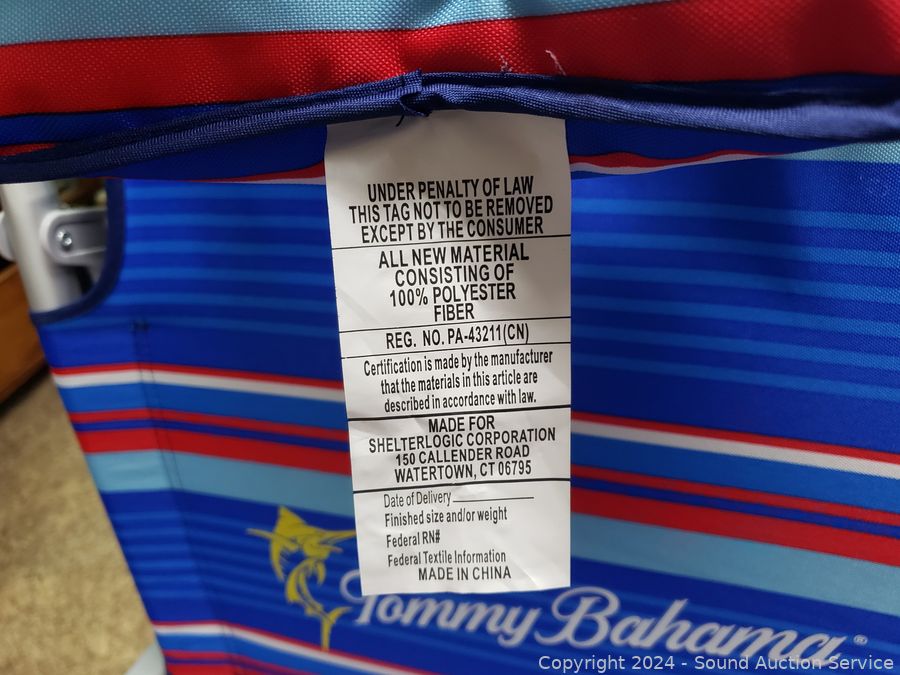 UNDER PENALTY OF LAW
THIS TAG NOT TO BE REMOVED
EXCEPT BY THE CONSUMER
ALL NEW MATERIAL
CONSISTING OF
100% POLYESTER
FIBER
REG. NO. PA-43211(CN)
Certification is made by the manufacturer
that the materials in this article are
described in accordance with law.
MADE FOR
SHELTERLOGIC CORPORATION
150 CALLENDER ROAD
WATERTOWN, CT 06795
Date of Delivery
Finished size and/or weight
Federal RN#
Federal Textile Information
MADE IN CHINA
Tommy Bahama®
Copyright 2024 - Sound Auction Service